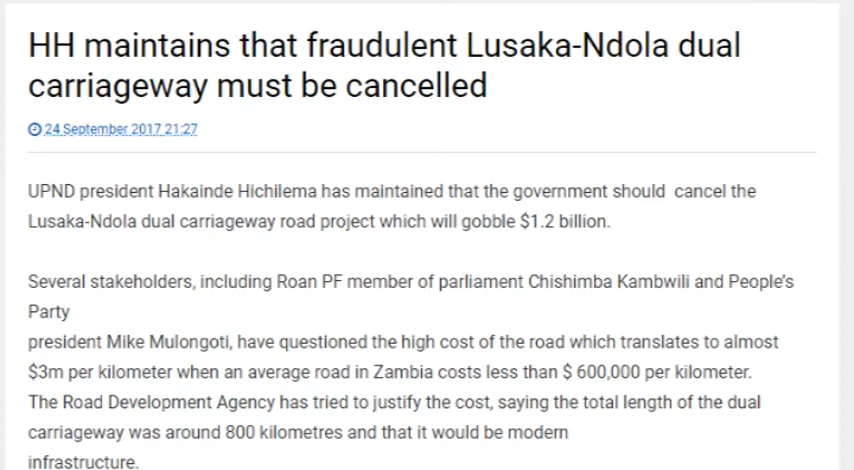 HH maintains that fraudulent Lusaka-Ndola dual
carriageway must be cancelled
24 September 2017 21:27
UPND president Hakainde Hichilema has maintained that the government should cancel the
Lusaka-Ndola dual carriageway road project which will gobble $1.2 billion.
Several stakeholders, including Roan PF member of parliament Chishimba Kambwili and People's
Party
president Mike Mulongoti, have questioned the high cost of the road which translates to almost
$3m per kilometer when an average road in Zambia costs less than $ 600,000 per kilometer.
The Road Development Agency has tried to justify the cost, saying the total length of the dual
carriageway was around 800 kilometres and that it would be modern
infrastructure.